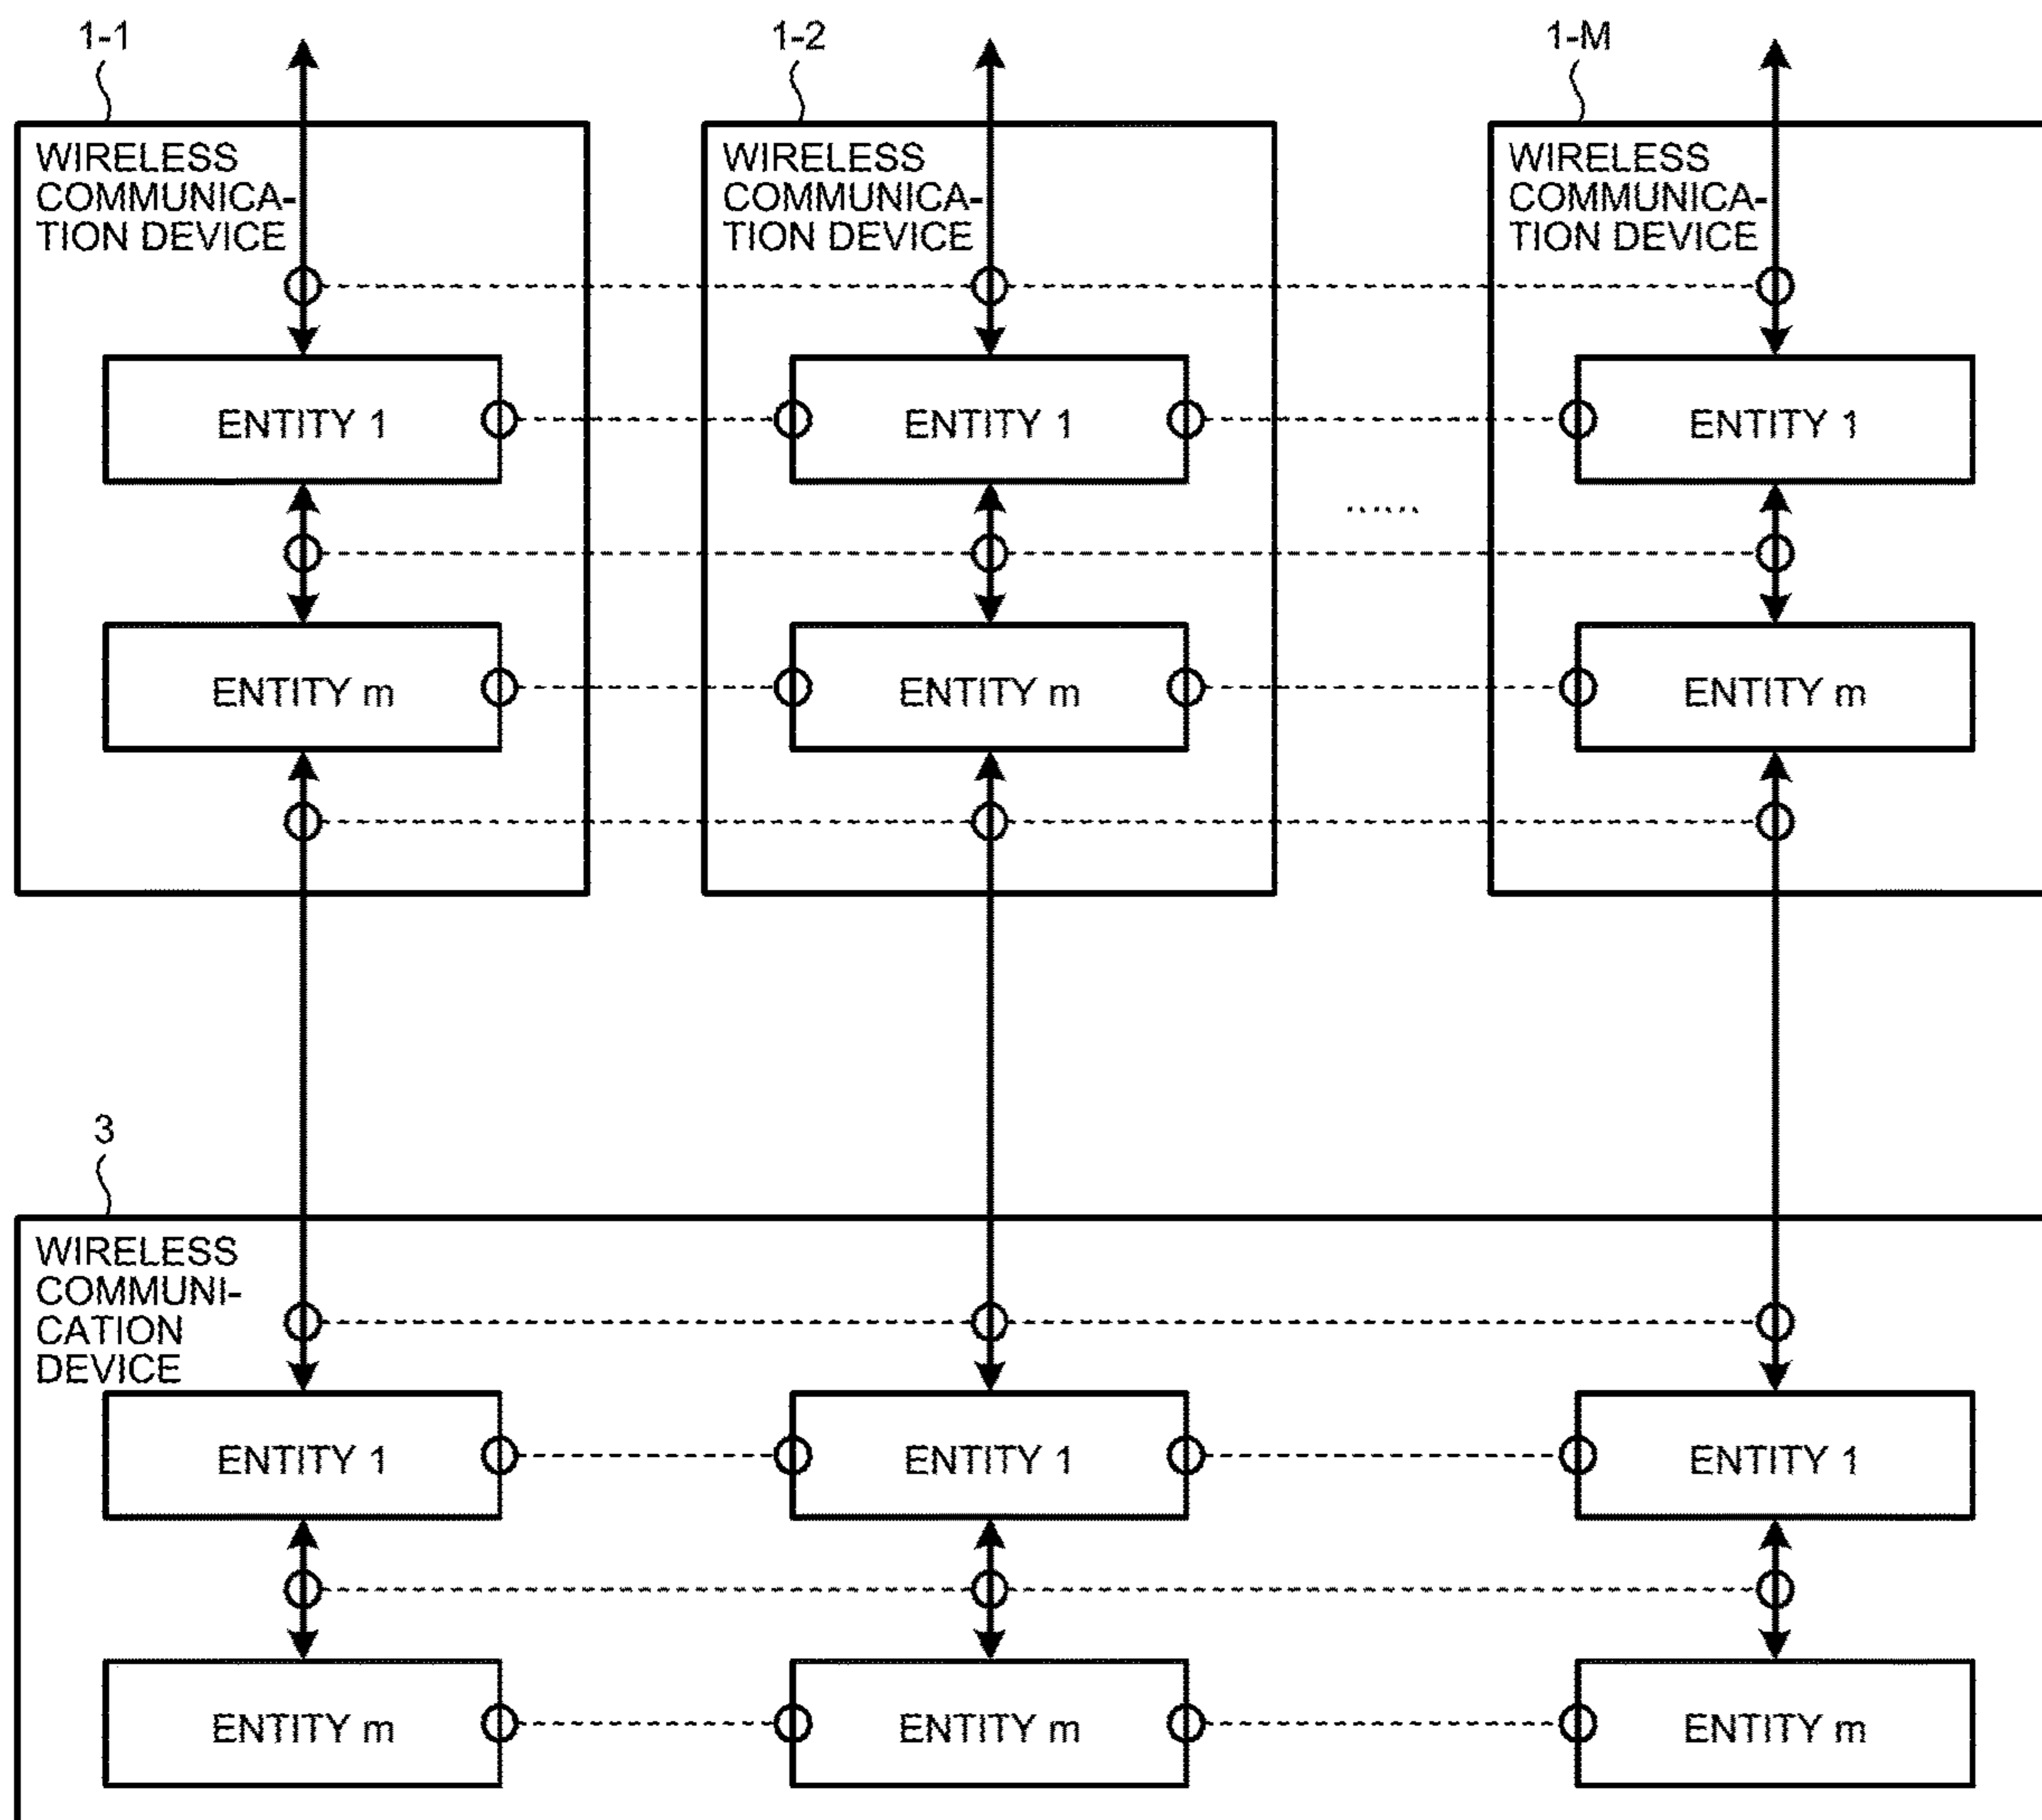 1-1
1-2
1-M
WIRELESS
COMMUNICA-
TION DEVICE
WIRELESS
COMMUNICA-
TION DEVICE
WIRELESS
COMMUNICA-
TION DEVICE
ENTITY 1
ENTITY 1
ENTITY 1
......
ENTITY m
ENTITY m
ENTITY m
3
WIRELESS
COMMUNI-
CATION
DEVICE
ENTITY 1
ENTITY 1
ENTITY 1
ENTITY m
ENTITY m
ENTITY m